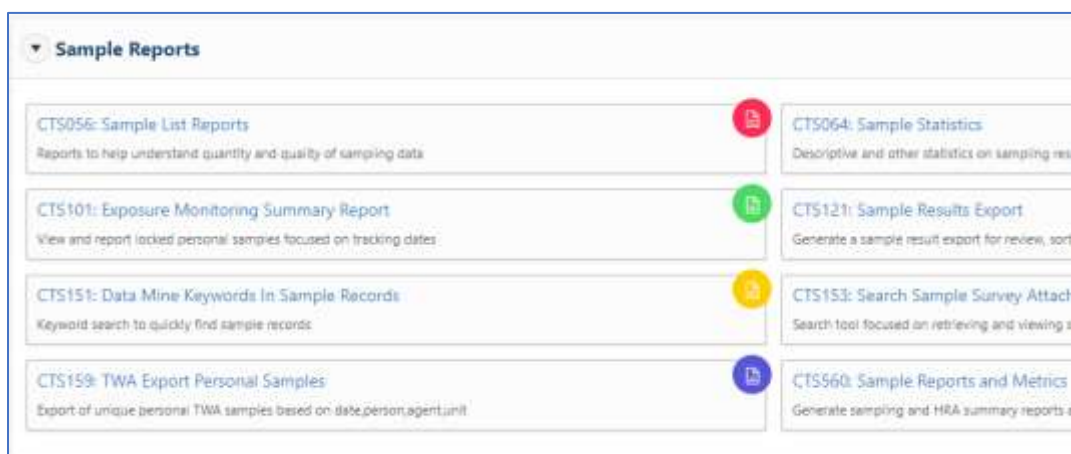 Sample Reports
CTS056: Sample List Reports
Reports to help understand quantity and quality of sampling data
CTS064: Sample Statistics
Descriptive and other statistics on sampling res
CTS101: Exposure Monitoring Summary Report
View and report locked personal samples focused on tracking dates
CTS121: Sample Results Export
Generate a sample result export for review, sort
CTS151: Data Mine Keywords In Sample Records
Keyword search to quickly find sample records
CTS153: Search Sample Survey Attach
Search tool focused on retrieving and viewing s
CTS159: TWA Export Personal Samples
Export of unique personal TWA samples based on date,person,agent,unit
CTS560: Sample Reports and Metrics
Generate sampling and HRA summary reports a